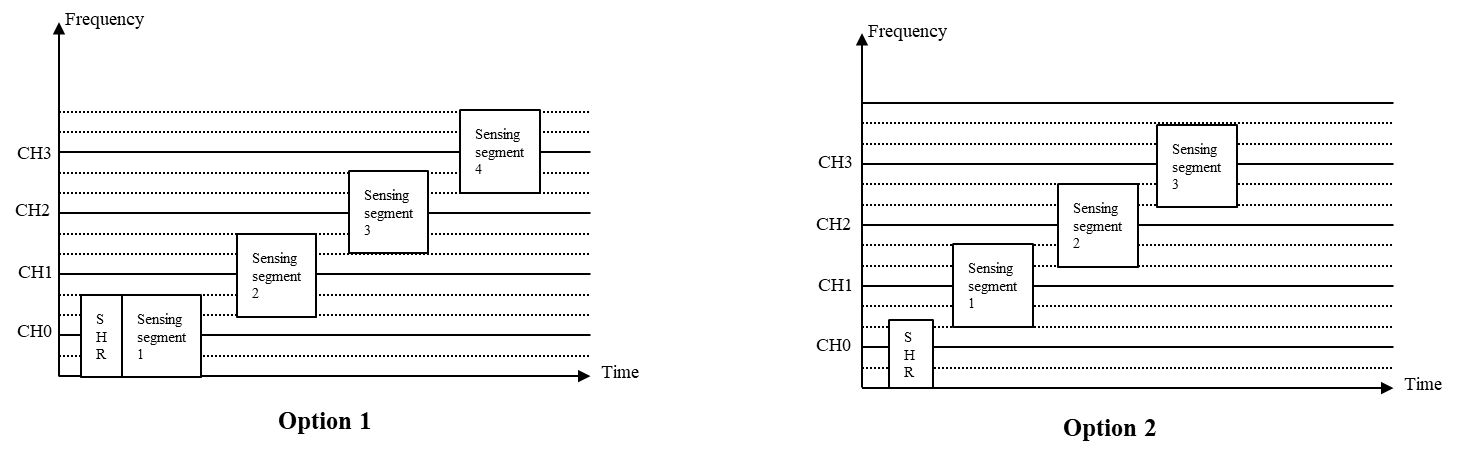 Frequency
CH3
CH2
CH1
CH0
Sensing
segment
4
Sensing
segment
3
Sensing
segment
2
S
H
R
Sensing
segment
1
Time
Option 1
Frequency
CH3
CH2
CH1
CH0
Sensing
segment
3
Sensing
segment
2
Sensing
segment
1
S
H
R
Time
Option 2